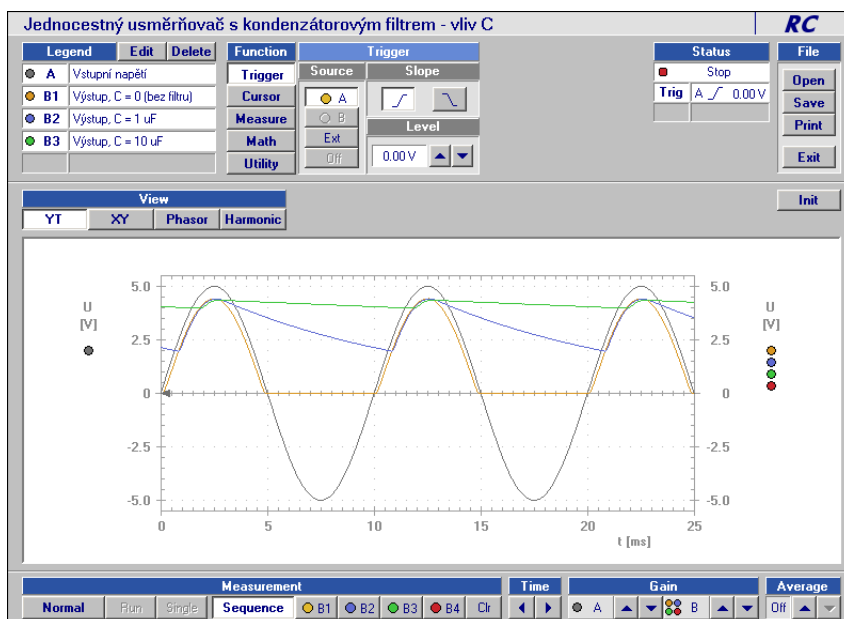 Jednocestný usměrňovač s kondenzátorovým filtrem - vliv C
RC
Legend Edit Delete
A Vstupní napětí
B1 Výstup, C = 0 (bez filtru)
B2 Výstup, C = 1 uF
B3 Výstup, C = 10 uF
Function
Trigger
Cursor
Measure
Math
Utility
Trigger
Source Slope
A
B
Ext
Off
Level
0.00 V
Status
Stop
Trig A 0.00 V
File
Open
Save
Print
Exit
View
YT XY Phasor Harmonic
Init
U
[V]
5.0
2.5
0
-2.5
-5.0
0 5 10 15 20 25
t [ms]
5.0
2.5
0
-2.5
-5.0
U
[V]
Measurement
Normal Run Single Sequence B1 B2 B3 B4 Clr
Time
Gain
A B
Average
Off